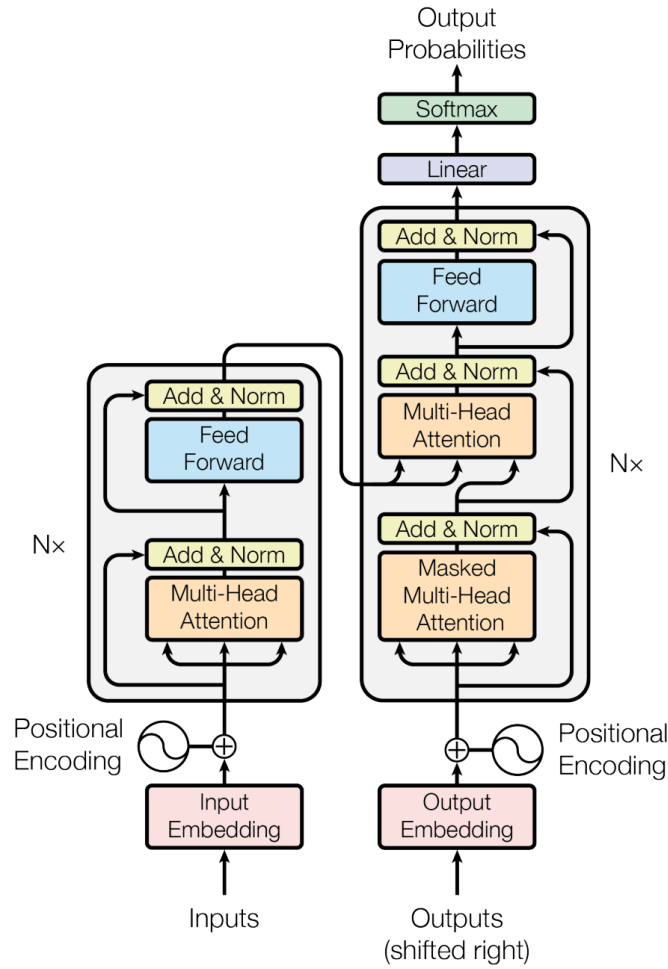 Output
Probabilities
Softmax
Linear
Add & Norm
Feed
Forward
Add & Norm
Multi-Head
Attention
Add & Norm
Masked
Multi-Head
Attention
N×
Add & Norm
Feed
Forward
Add & Norm
Multi-Head
Attention
N×
Positional
Encoding
Positional
Encoding
Input
Embedding
Output
Embedding
Inputs
Outputs
(shifted right)